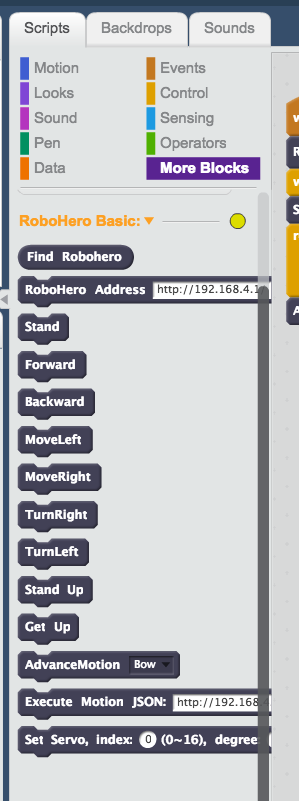 Scripts Backdrops Sounds
Motion Events
Looks Control
Sound Sensing
Pen Operators
Data More Blocks
RoboHero Basic:
Find Robohero
RoboHero Address http://192.168.4.1
Stand
Forward
Backward
MoveLeft
MoveRight
TurnRight
TurnLeft
Stand Up
Get Up
AdvanceMotion Bow
Execute Motion JSON: http://192.168.
Set Servo, index: 0 (0~16), degree